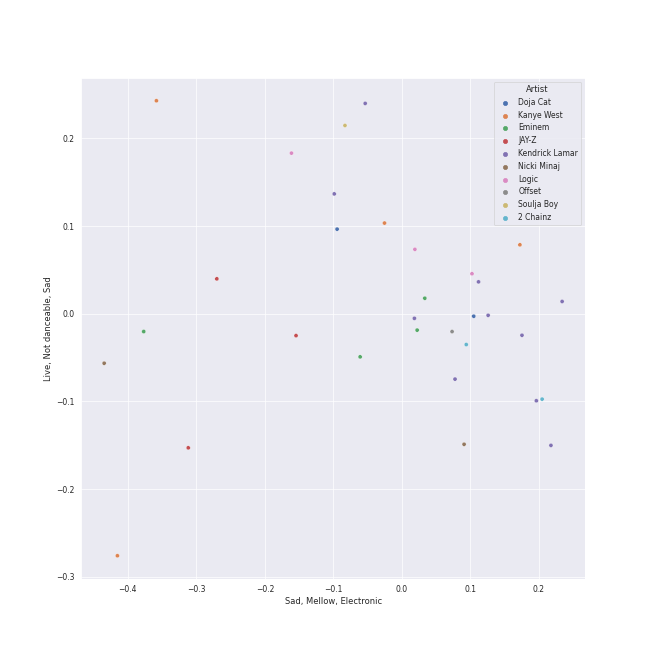 Artist
Doja Cat
Kanye West
Eminem
JAY-Z
Kendrick Lamar
Nicki Minaj
Logic
Offset
Soulja Boy
2 Chainz
0.2
0.1
0.0
−0.1
−0.2
−0.3
Live, Not danceable, Sad
−0.4 −0.3 −0.2 −0.1 0.0 0.1 0.2
Sad, Mellow, Electronic